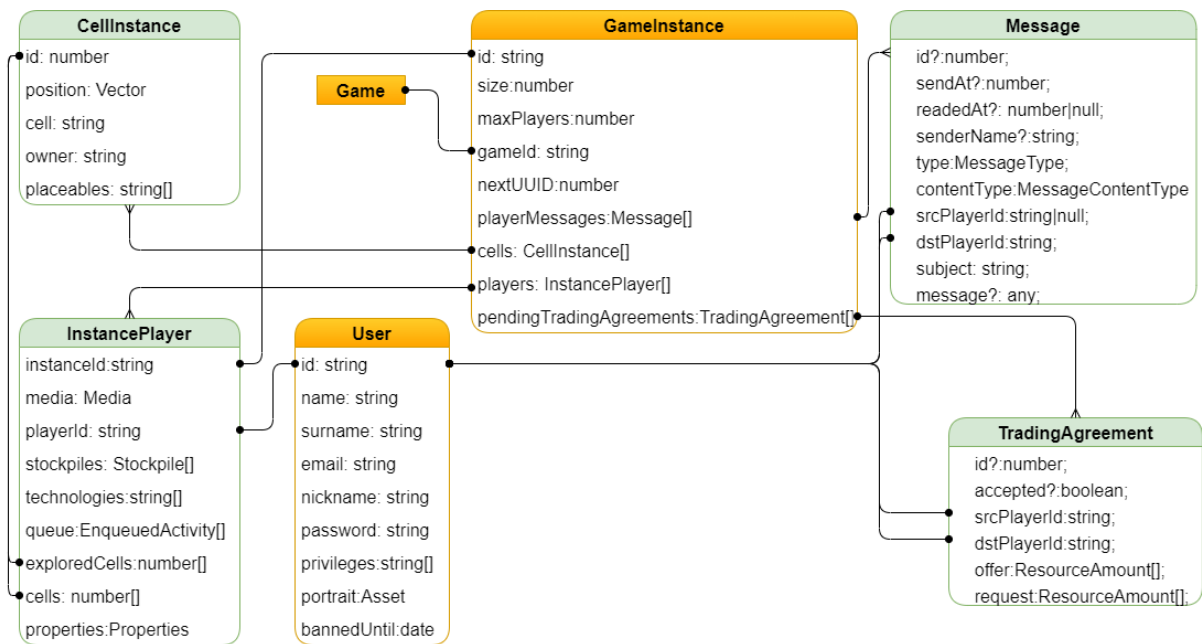 CellInstance
id: number
position: Vector
cell: string
owner: string
placeables: string[]
GameInstance
id: string
size:number
maxPlayers:number
gameId: string
nextUUID:number
playerMessages:Message[]
cells: CellInstance[]
players: InstancePlayer[]
pendingTradingAgreements:TradingAgreement[]
Game
Message
id?:number;
sendAt?:number;
readedAt?: number|null;
senderName?:string;
type:MessageType;
contentType:MessageContentType
srcPlayerId:string|null;
dstPlayerId:string;
subject: string;
message?: any;
InstancePlayer
instanceId:string
media: Media
playerId: string
stockpiles: Stockpile[]
technologies:string[]
queue:EnqueuedActivity[]
exploredCells:number[]
cells: number[]
properties:Properties
User
id: string
name: string
surname: string
email: string
nickname: string
password: string
privileges:string[]
portrait:Asset
bannedUntil:date
TradingAgreement
id?:number;
accepted?:boolean;
srcPlayerId:string;
dstPlayerId:string;
offer:ResourceAmount[];
request:ResourceAmount[];